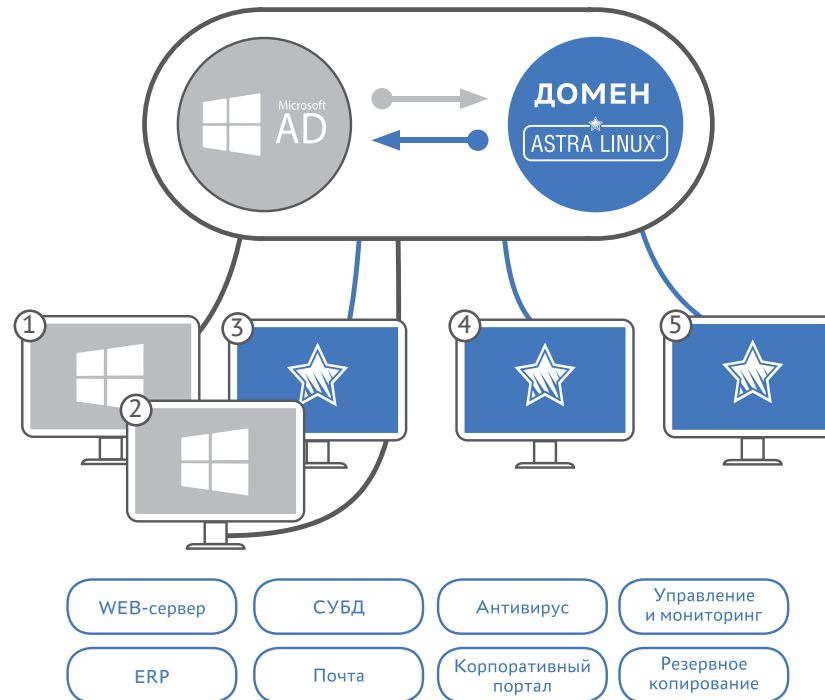 Microsoft
AD
ДОМЕН
ASTRA LINUX®
1
2
3
4
5
WEB-сервер
СУБД
Антивирус
Управление
и мониторинг
ERP
Почта
Корпоративный
портал
Резервное
копирование